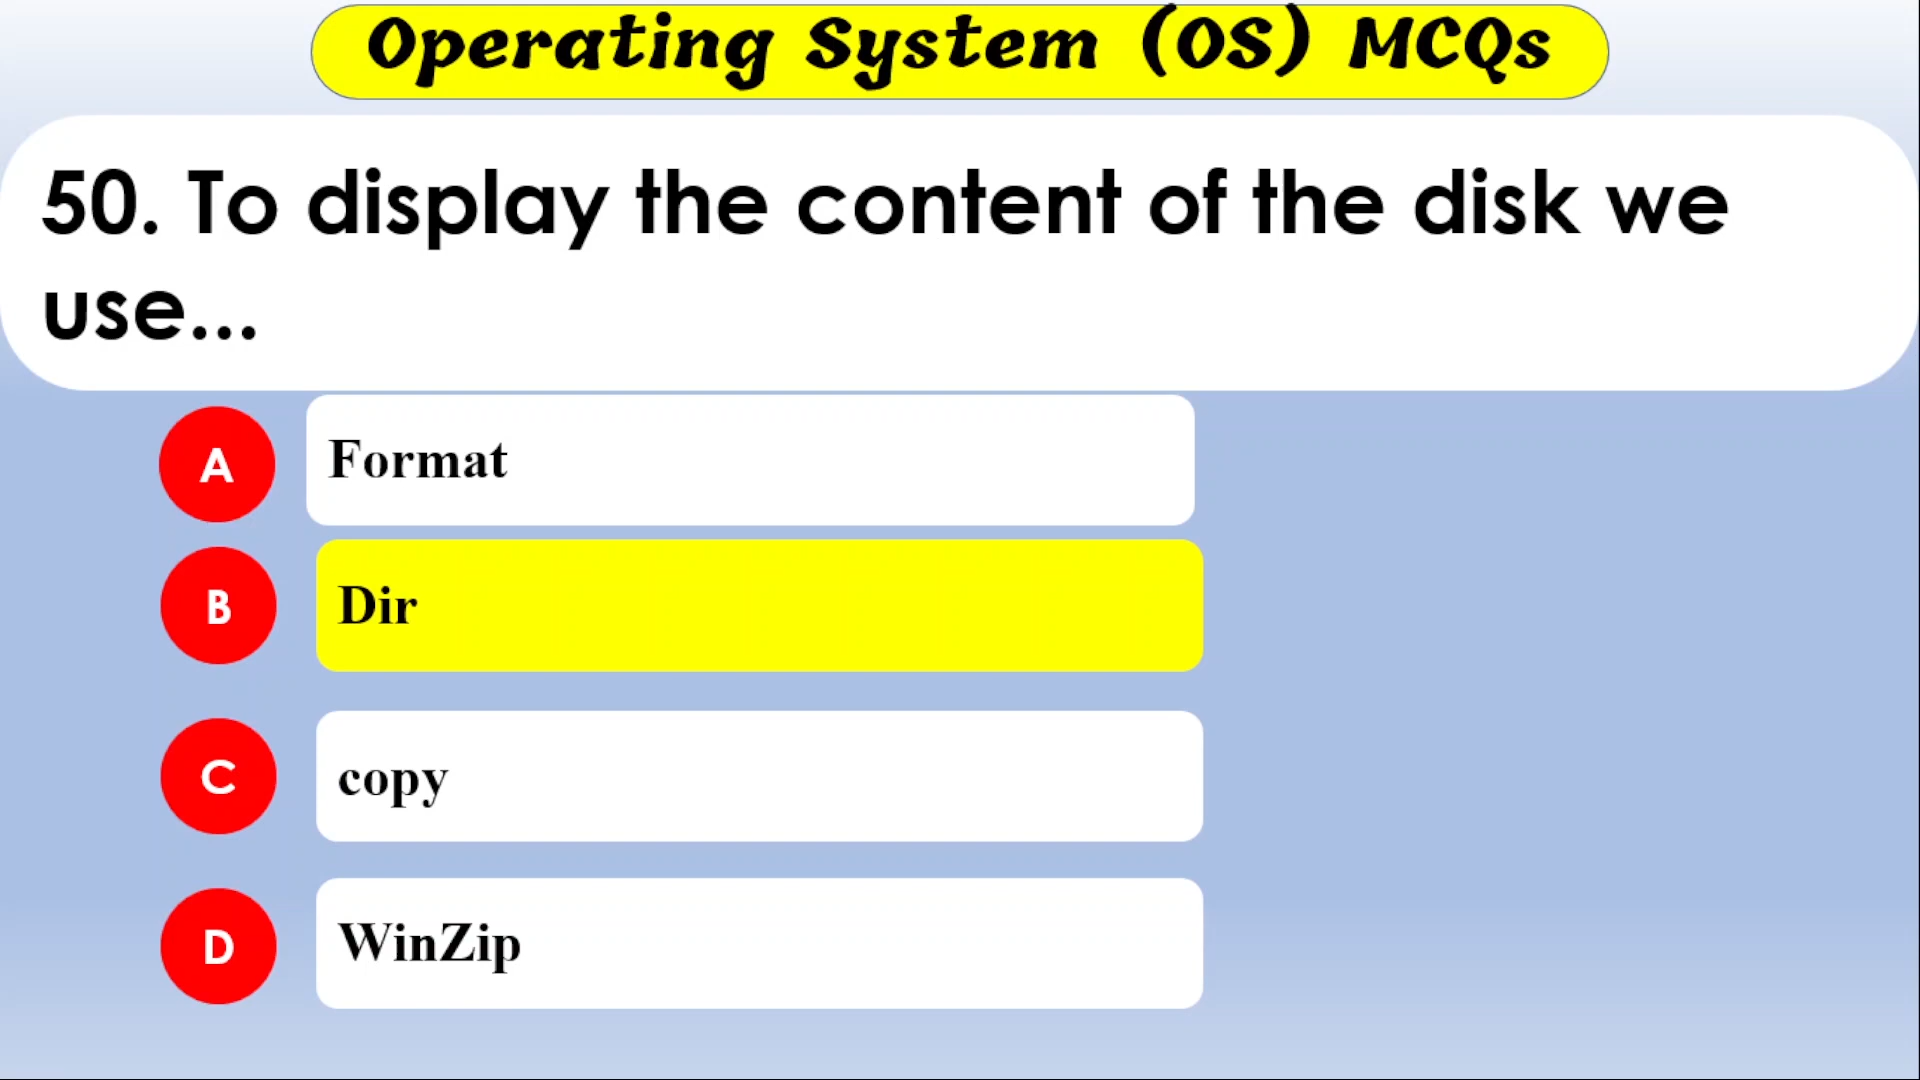 Operating System (OS) MCQs
50. To display the content of the disk we
use...
A Format
B Dir
C copy
D WinZip